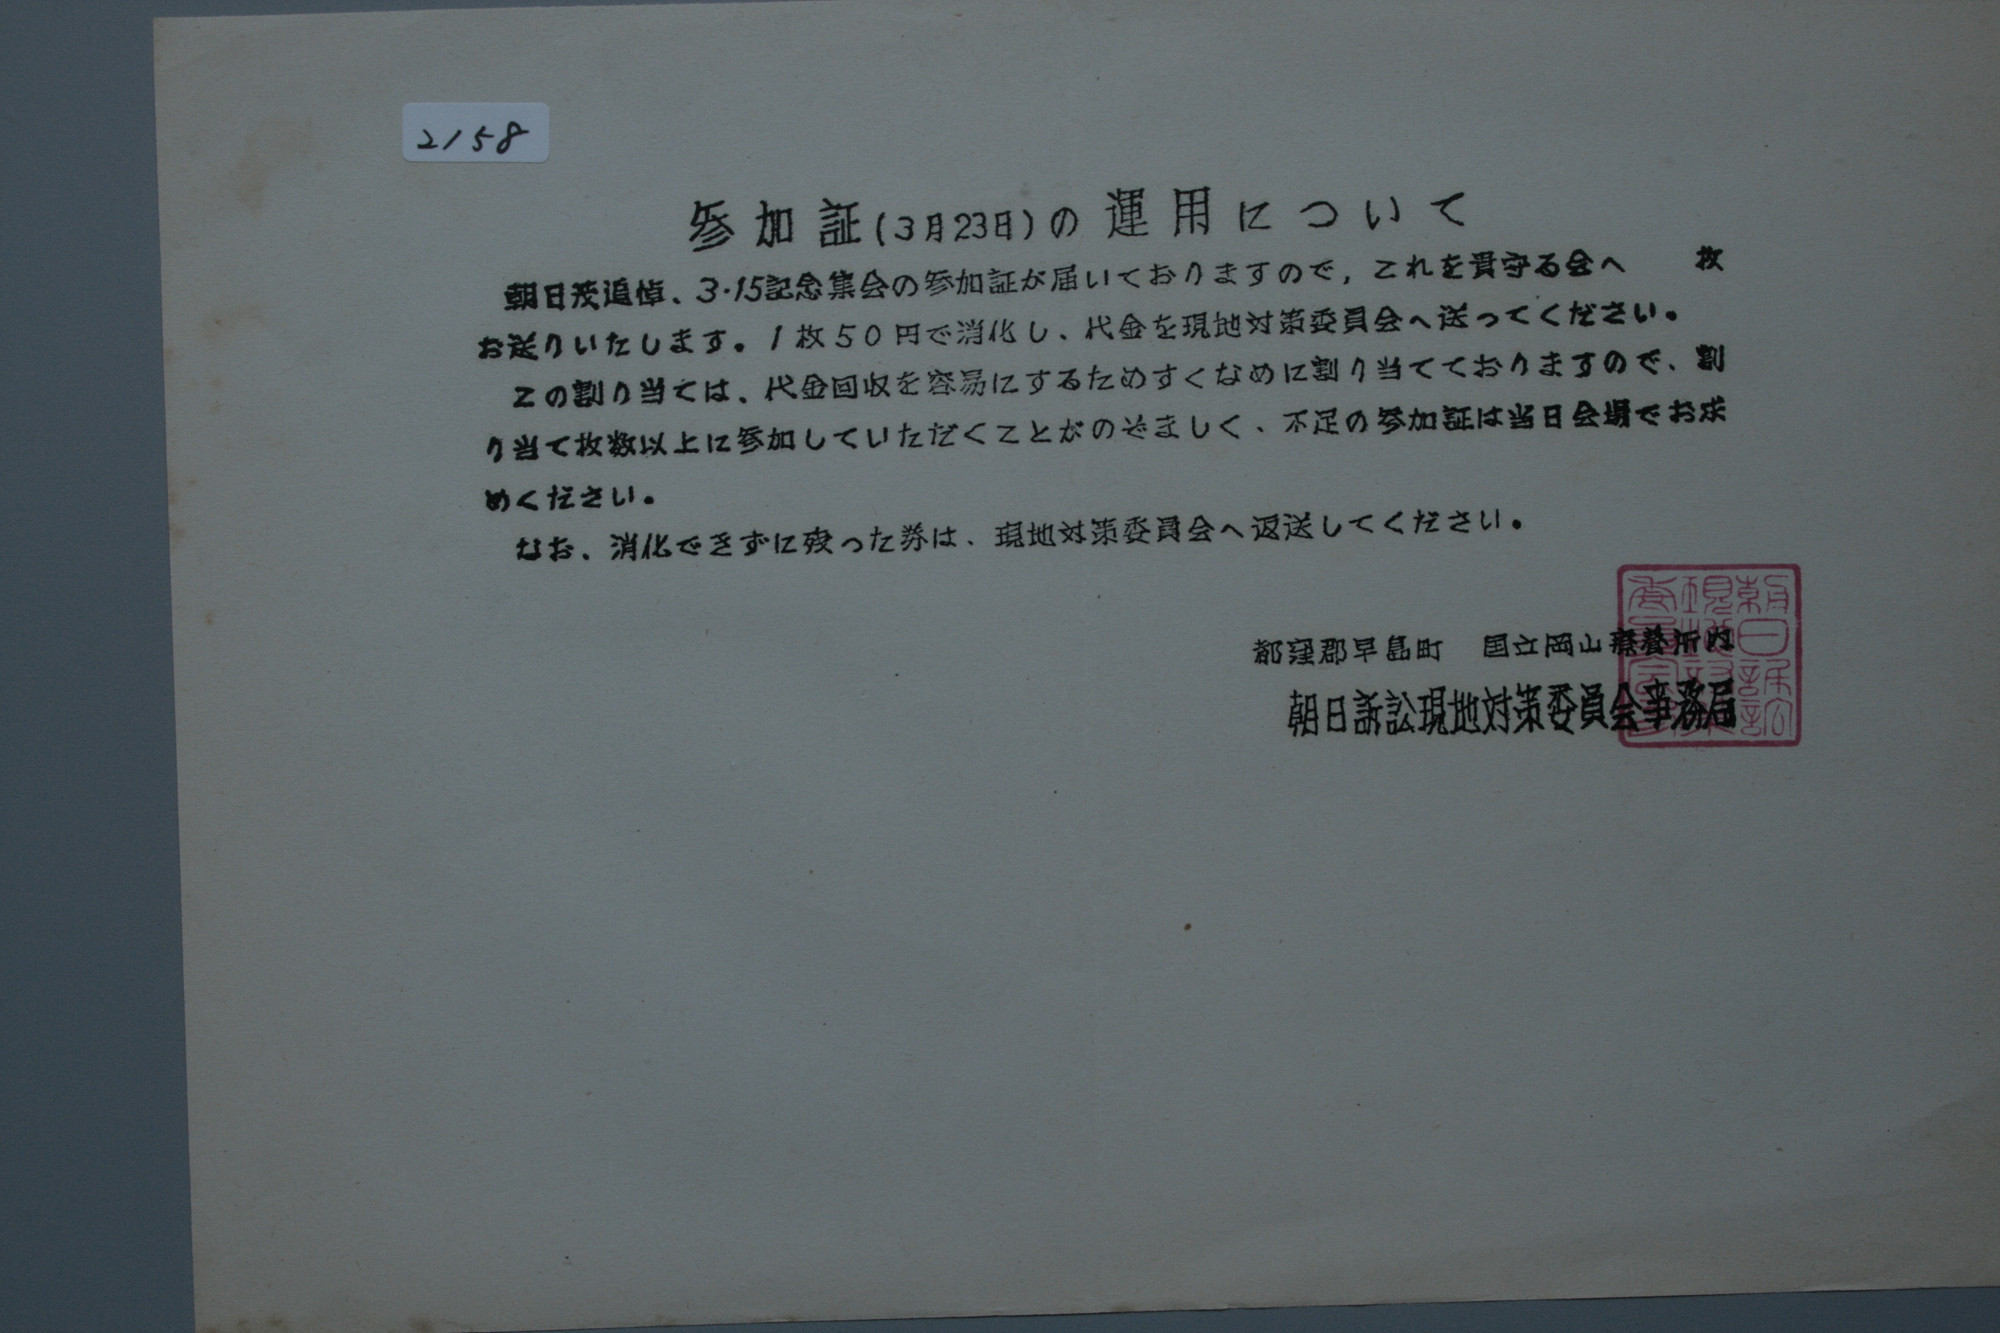 2158
参加証(3月23日)の運用について
朝日茂追悼、3・15記念集会の参加証が届いておりますので，これを貴守る会へ　　枚
お送りいたします。1枚50円で消化し、代金を現地対策委員会へ送ってください。
この割り当ては、代金回収を容易にするためすくなめに割り当てておりますので、割
り当て枚数以上に参加していただくことがのぞましく、不足の参加証は当日会場でお求
めください。
なお、消化できずに残った券は、現地対策委員会へ返送してください。
都窪郡早島町　国立岡山療養所内
朝日訴訟現地対策委員会事務局
朝日訴訟
現地対策
委員会